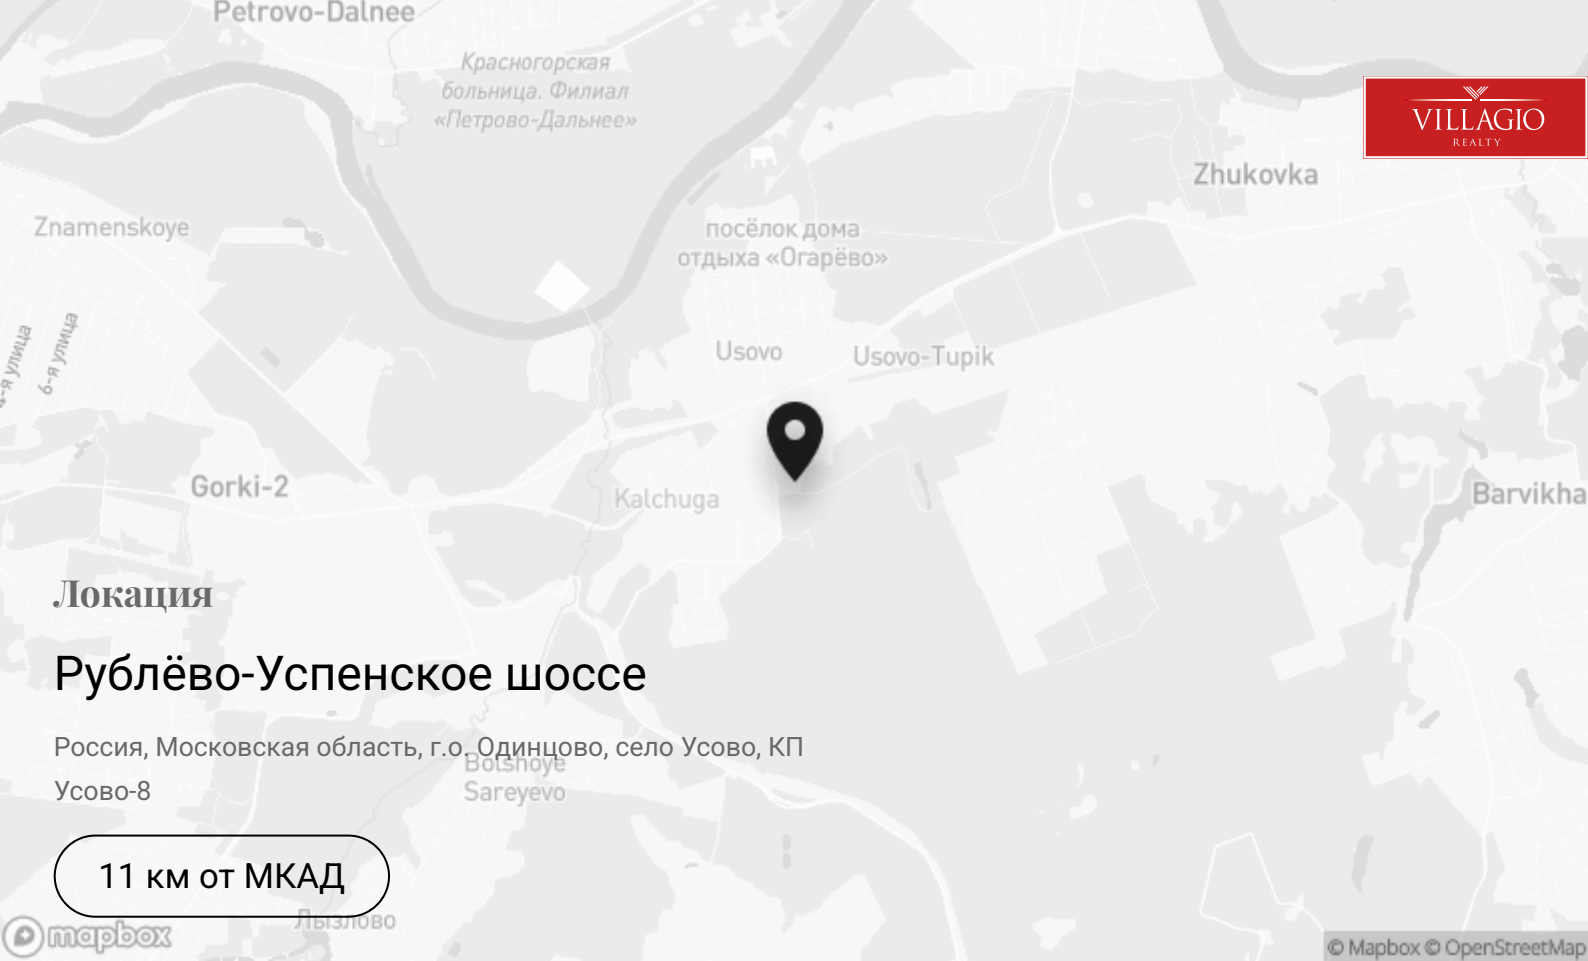 Petrovo-Dalnee
Красногорская
больница. Филиал
«Петрово-Дальнее»
VILLAGIO
REALTY
Zhukovka
Znamenskoye
посёлок дома
отдыха «Огарёво»
4-я улица
6-я улица
Usovo
Usovo-Tupik
Gorki-2
Kalchuga
Barvikha
Локация
Рублёво-Успенское шоссе
Россия, Московская область, г.о. Одинцово, село Усово, КП
Усово-8
Bolshoye
Sareyevo
11 км от МКАД
Лызлово
mapbox
© Mapbox © OpenStreetMap